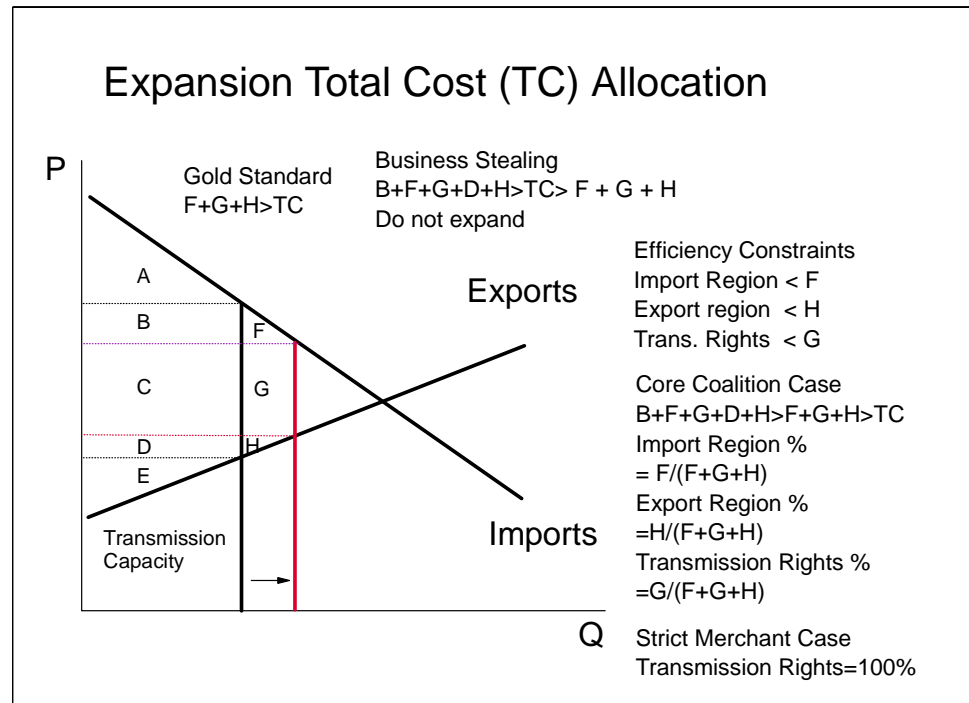 Expansion Total Cost (TC) Allocation
P
Gold Standard
F+G+H>TC
Business Stealing
B+F+G+D+H>TC> F + G + H
Do not expand
Efficiency Constraints
Import Region < F
Export region < H
Trans. Rights < G
Core Coalition Case
B+F+G+D+H>F+G+H>TC
Import Region %
= F/(F+G+H)
Export Region %
=H/(F+G+H)
Transmission Rights %
=G/(F+G+H)
Strict Merchant Case
Transmission Rights=100%
Exports
A
B
F
C
G
D
H
E
Imports
Transmission
Capacity
Q